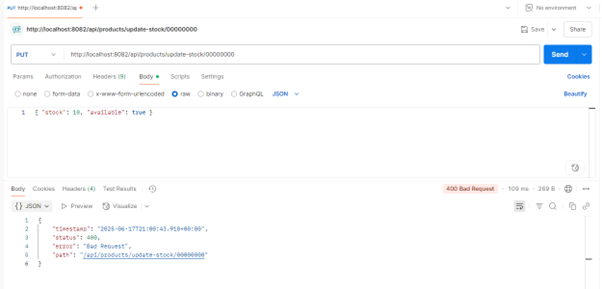 PUT http://localhost:8082/a
No environment
http://localhost:8082/api/products/update-stock/00000000
Save
Share
PUT
http://localhost:8082/api/products/update-stock/00000000
Send
Params Authorization Headers (9) Body Scripts Settings
Cookies
none form-data x-www-form-urlencoded raw binary GraphQL JSON
Beautify
1 { "stock": 10, "available": true }
Body Cookies Headers (4) Test Results
400 Bad Request 109 ms 269 B
{} JSON Preview Visualize
1 {
2 "timestamp": "2025-06-17T21:00:43.910+00:00",
3 "status": 400,
4 "error": "Bad Request",
5 "path": "/api/products/update-stock/00000000"
6 }